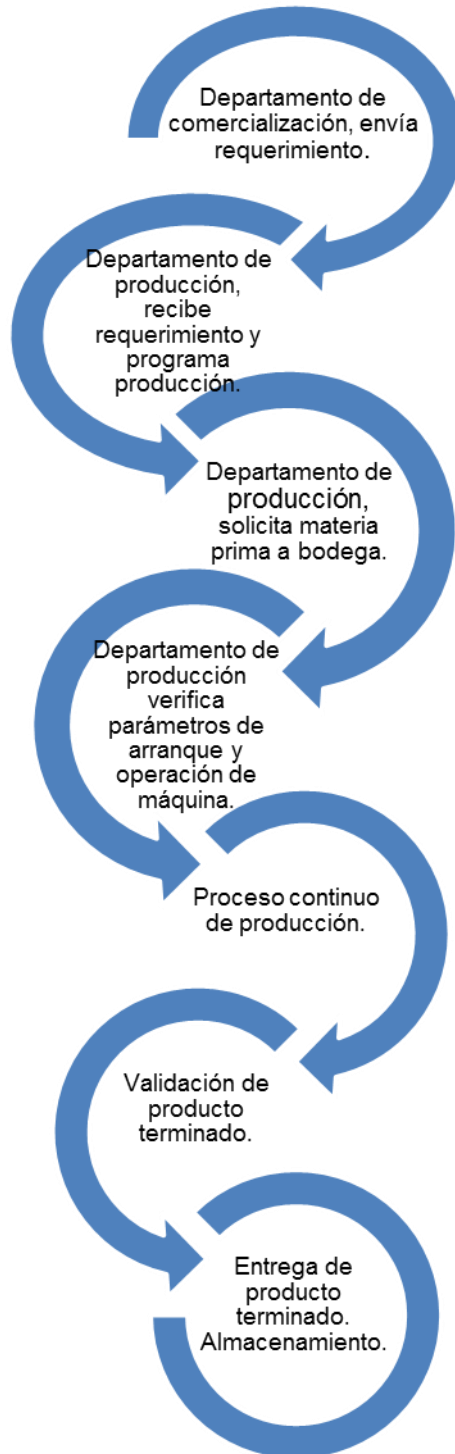 Departamento de
comercialización, envía
requerimiento.
Departamento de
producción,
recibe
requerimiento y
programa
producción.
Departamento de
producción,
solicita materia
prima a bodega.
Departamento de
producción
verifica
parámetros de
arranque y
operación de
máquina.
Proceso continuo
de producción.
Validación de
producto
terminado.
Entrega de
producto
terminado.
Almacenamiento.